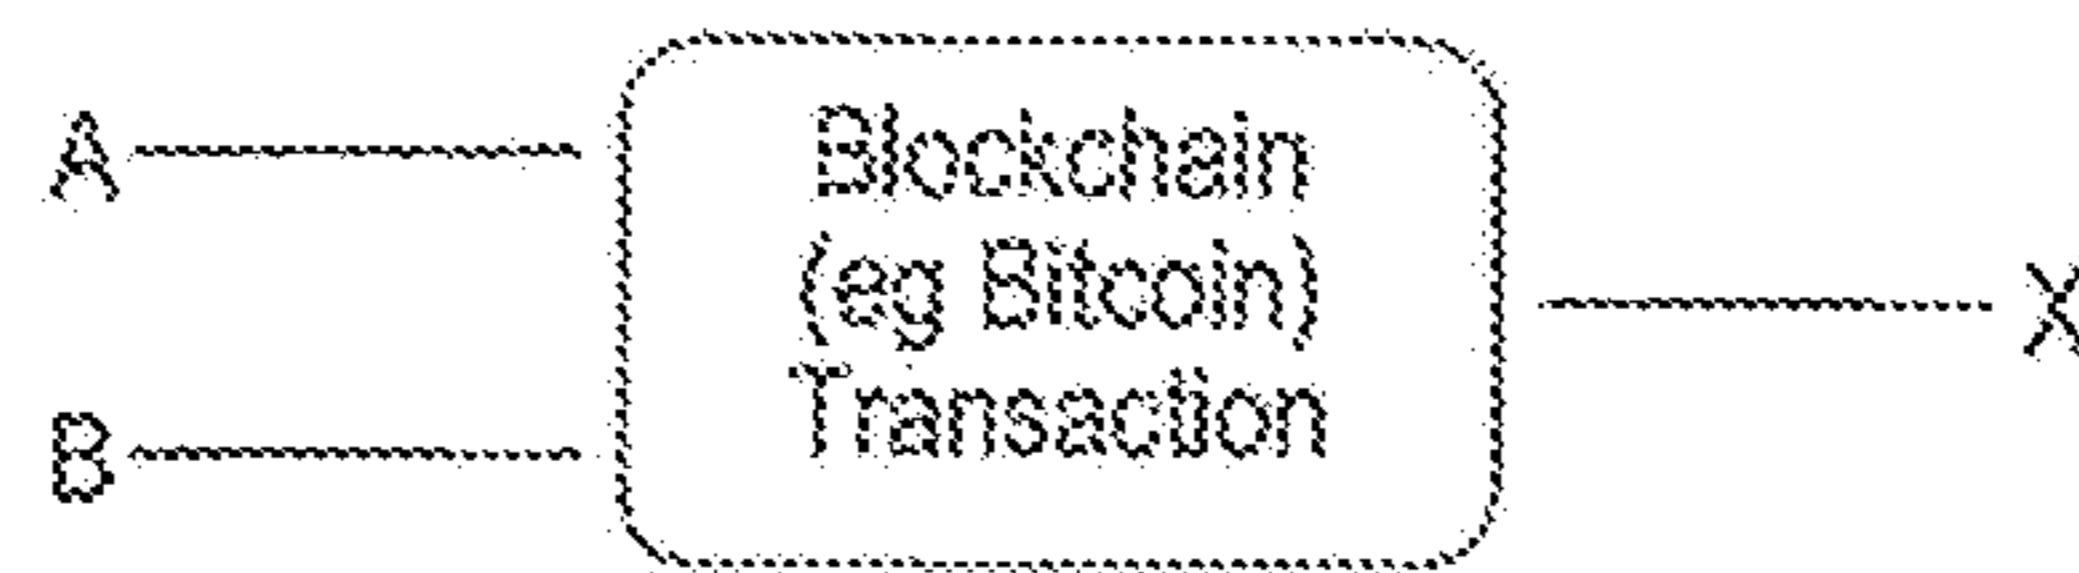 A
Blockchain
(eg Bitcoin)
X
B
Transaction